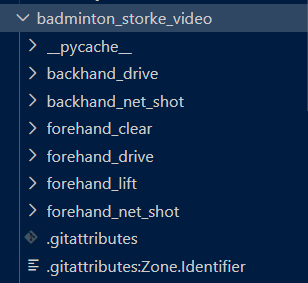 badminton_storke_video
__pycache__
backhand_drive
backhand_net_shot
forehand_clear
forehand_drive
forehand_lift
forehand_net_shot
.gitattributes
.gitattributes:Zone.Identifier